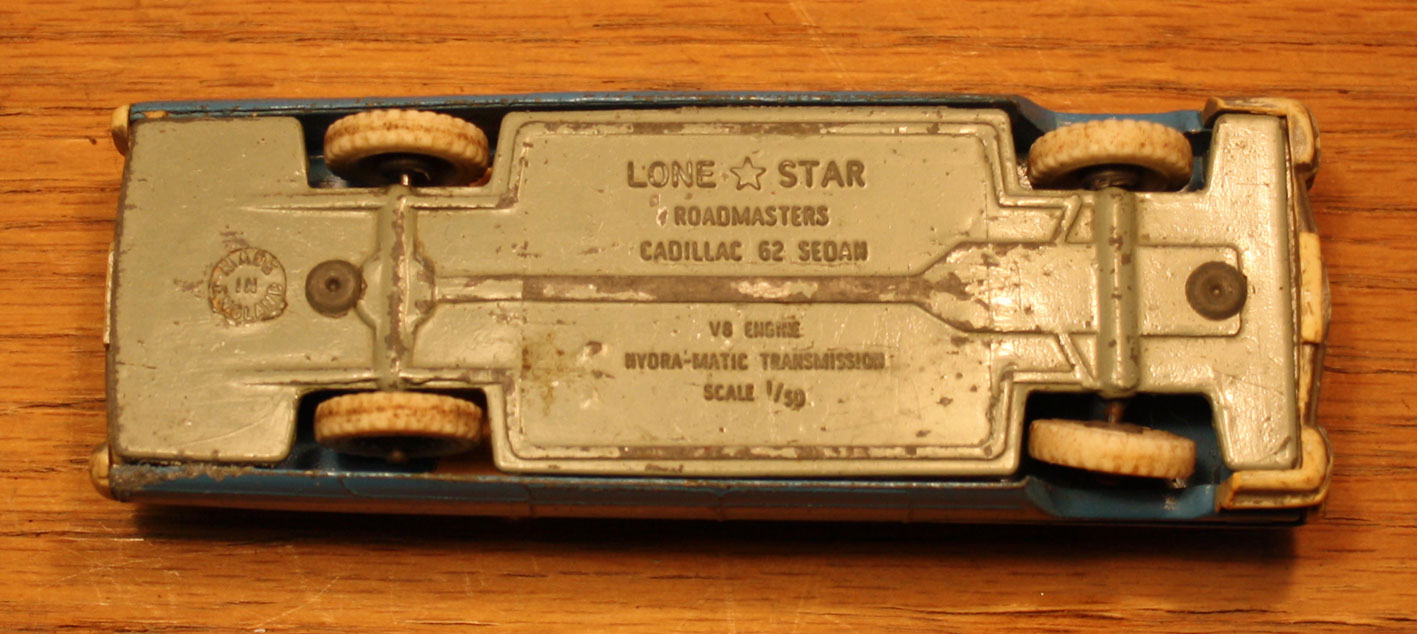 LONE ☆ STAR
ROADMASTERS
CADILLAC 62 SEDAN
V8 ENGINE
HYDRA-MATIC TRANSMISSION
SCALE 1/50
MADE
IN
ENGLAND